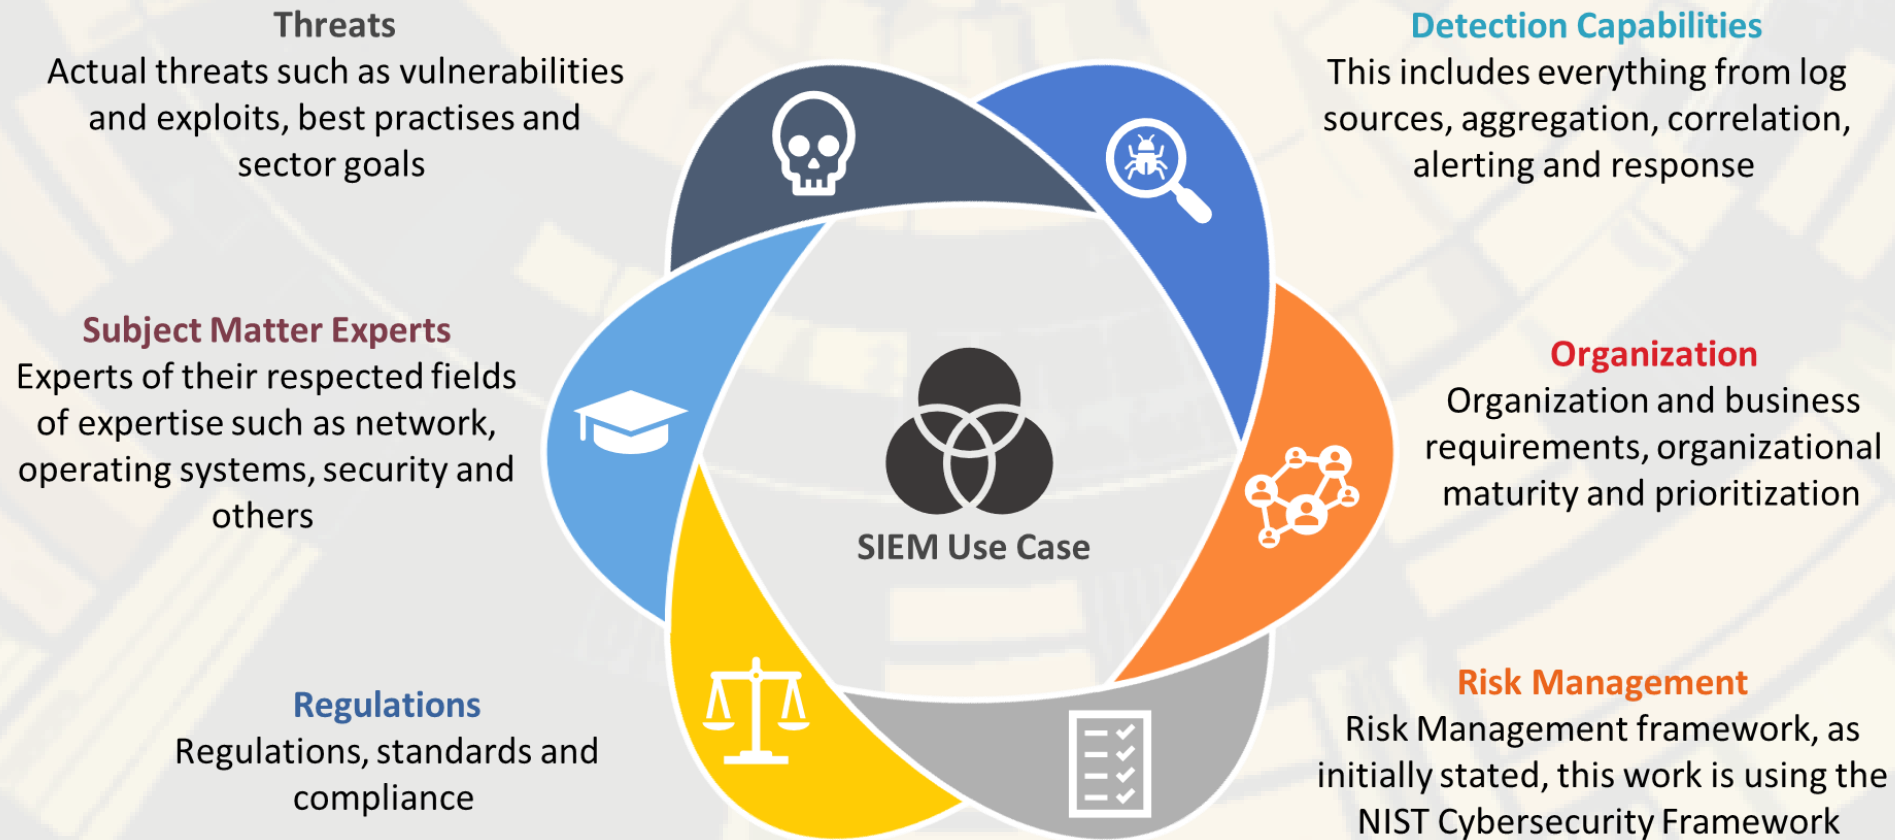 Threats
Actual threats such as vulnerabilities
and exploits, best practises and
sector goals
Detection Capabilities
This includes everything from log
sources, aggregation, correlation,
alerting and response
Subject Matter Experts
Experts of their respected fields
of expertise such as network,
operating systems, security and
others
Organization
Organization and business
requirements, organizational
maturity and prioritization
SIEM Use Case
Regulations
Regulations, standards and
compliance
Risk Management
Risk Management framework, as
initially stated, this work is using the
NIST Cybersecurity Framework